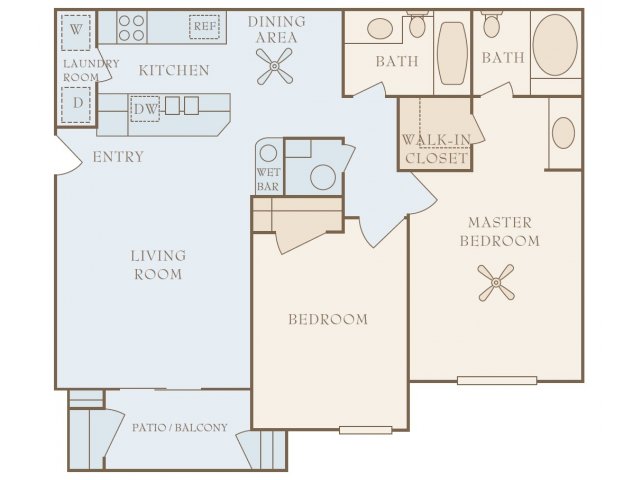 W
REF
DINING
AREA
BATH
BATH
LAUNDRY
ROOM
KITCHEN
D
DW
WALK-IN
CLOSET
ENTRY
WET
BAR
MASTER
BEDROOM
LIVING
ROOM
BEDROOM
PATIO / BALCONY